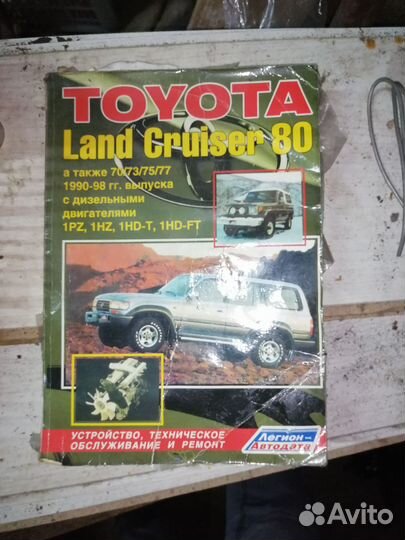 TOYOTA
Land Cruiser 80
а также 70/73/75/77
1990-98 гг. выпуска
с дизельными
двигателями
1PZ, 1HZ, 1HD-T, 1HD-FT
УСТРОЙСТВО, ТЕХНИЧЕСКОЕ
ОБСЛУЖИВАНИЕ И РЕМОНТ
Легион-
Автодата
Avito